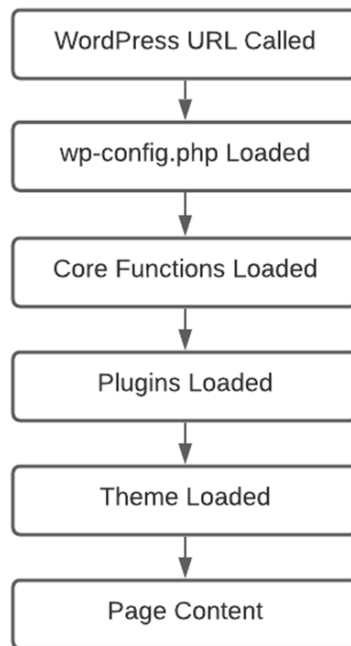 WordPress URL Called
wp-config.php Loaded
Core Functions Loaded
Plugins Loaded
Theme Loaded
Page Content